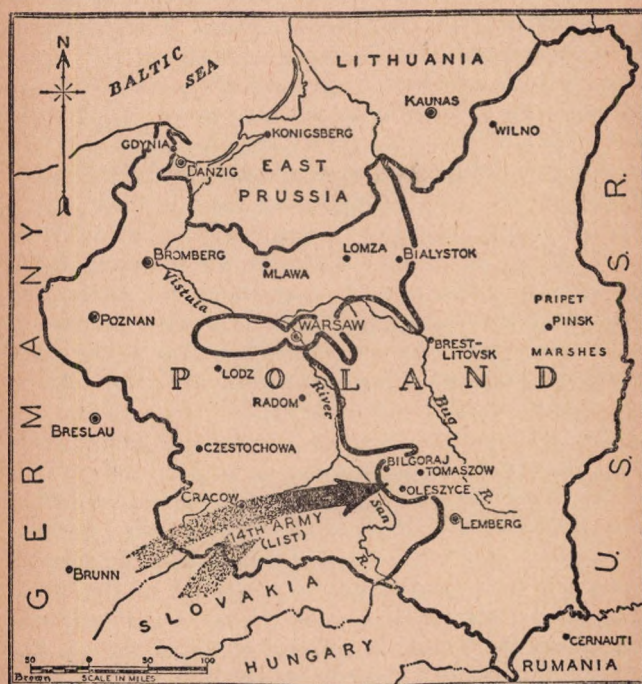 N
BALTIC
SEA
LITHUANIA
KAUNAS
WILNO
GDYNIA
DANZIG
KONIGSBERG
EAST
PRUSSIA
GERMANY
U.S.S.R.
BROMBERG
MLAWA
LOMZA
BIALYSTOK
Vistula
POZNAN
WARSAW
PRIPET
PINSK
MARSHES
BREST-
LITOVSK
POLAND
LODZ
RADOM
River
Bug
R.
BRESLAU
CZESTOCHOWA
BILGORAJ
TOMASZOW
OLESZYCE
CRACOW
14TH ARMY
(LIST)
San
R.
LEMBERG
BRUNN
SLOVAKIA
HUNGARY
CERNAUTI
RUMANIA
50 0 50 100
SCALE IN MILES
Brown